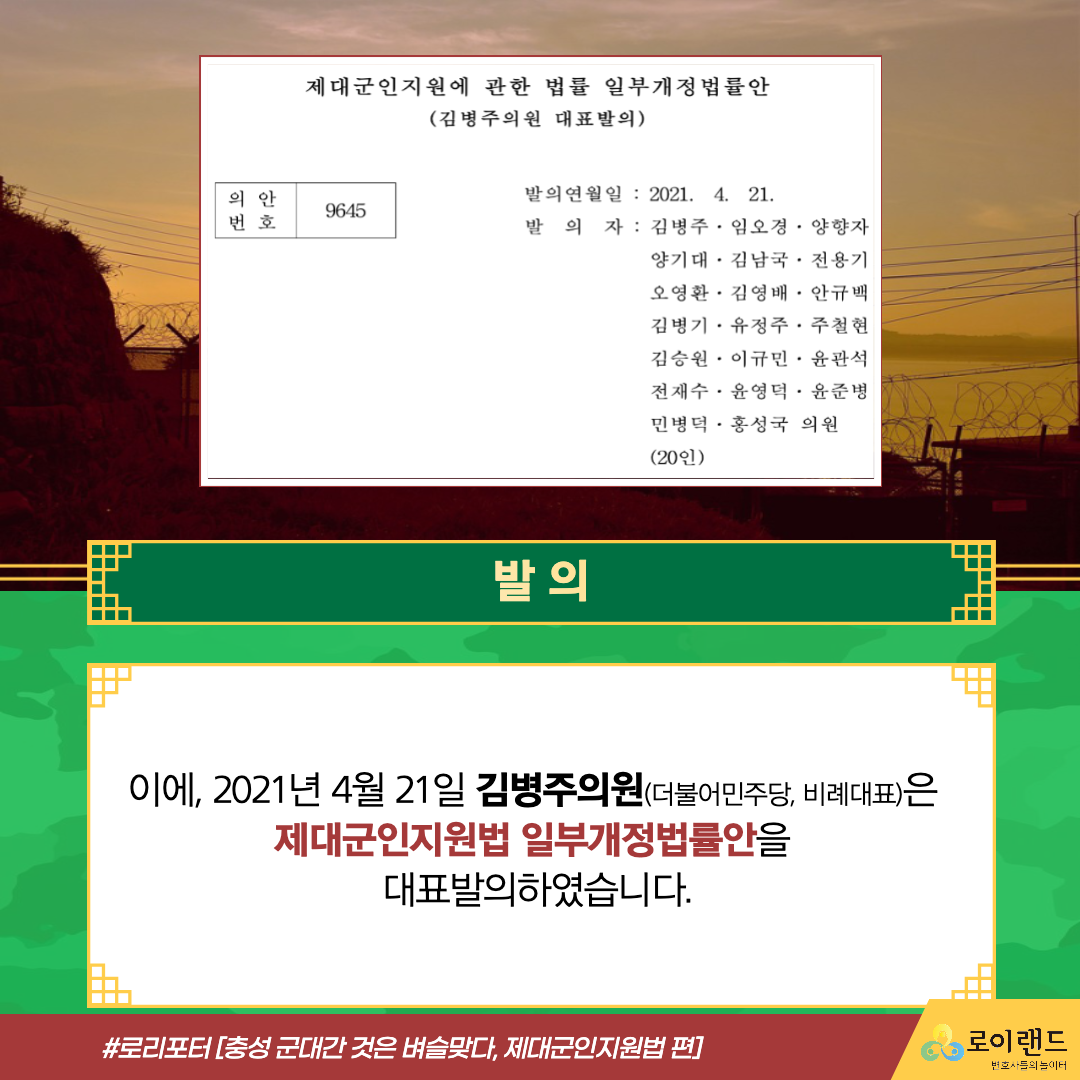 제대군인지원에 관한 법률 일부개정법률안
(김병주의원 대표발의)
의 안
번 호
9645
발의연월일 : 2021. 4. 21.
발 의 자 : 김병주·임오경·양향자
양기대·김남국·전용기
오영환·김영배·안규백
김병기·유정주·주철현
김승원·이규민·윤관석
전재수·윤영덕·윤준병
민병덕·홍성국 의원
(20인)
발 의
이에, 2021년 4월 21일 김병주의원(더불어민주당, 비례대표)은
제대군인지원법 일부개정법률안을
대표발의하였습니다.
#로리포터 [충성 군대간 것은 벼슬맞다, 제대군인지원법 편]
로이랜드
변호사들의 놀이터